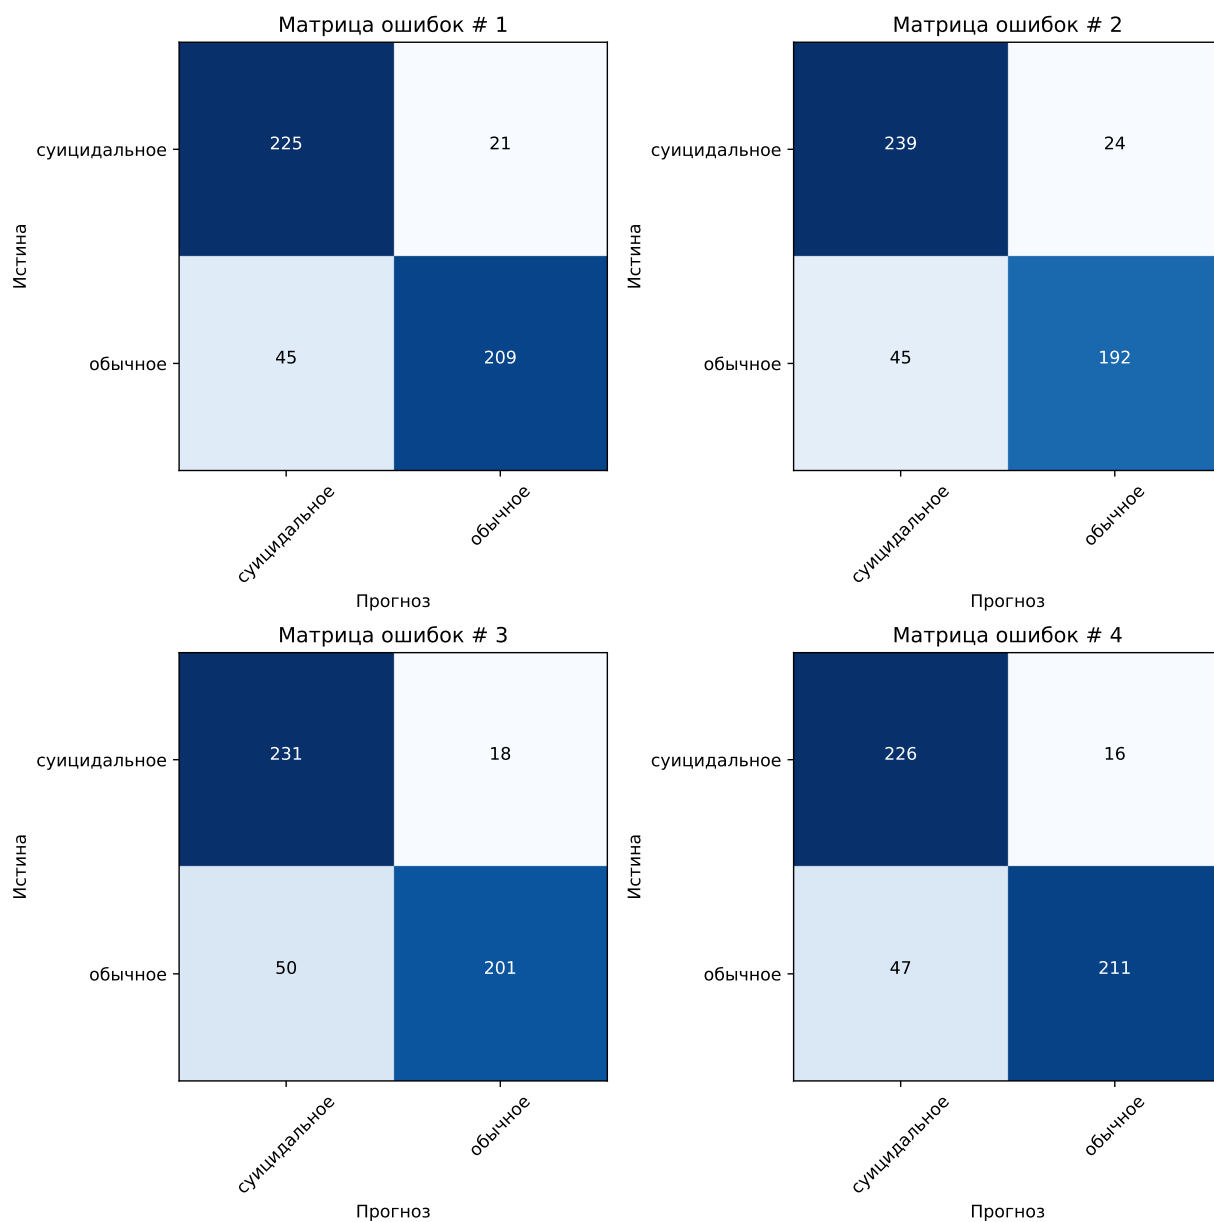 Матрица ошибок # 1
суицидальное
225
21
Истина
обычное
45
209
суицидальное
обычное
Прогноз
Матрица ошибок # 2
суицидальное
239
24
Истина
обычное
45
192
суицидальное
обычное
Прогноз
Матрица ошибок # 3
суицидальное
231
18
Истина
обычное
50
201
суицидальное
обычное
Прогноз
Матрица ошибок # 4
суицидальное
226
16
Истина
обычное
47
211
суицидальное
обычное
Прогноз